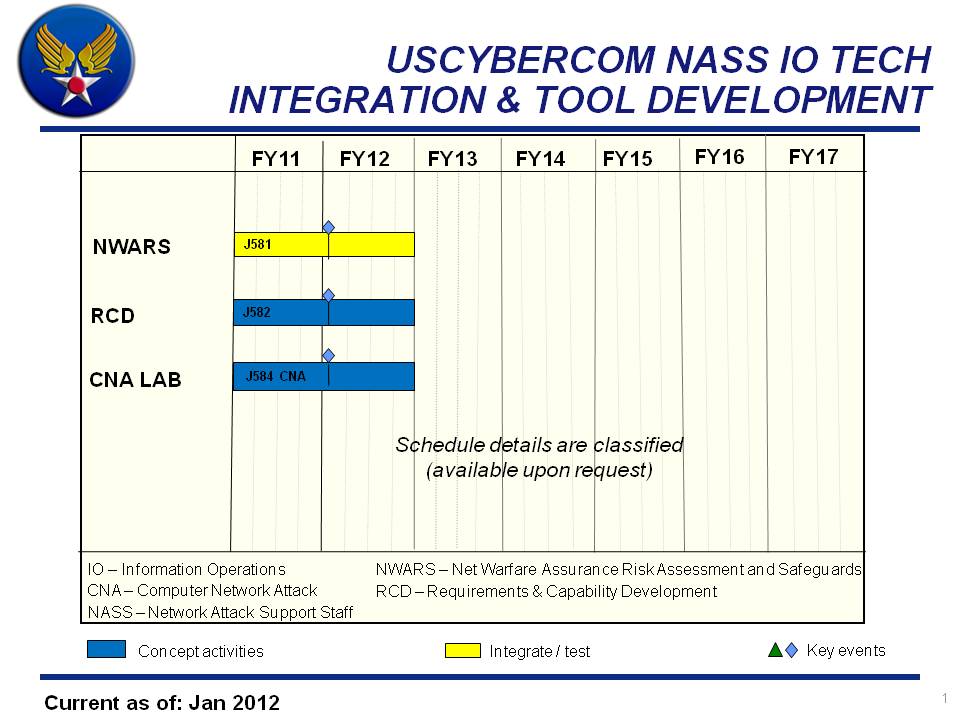 USCYBERCOM NASS IO TECH
INTEGRATION & TOOL DEVELOPMENT
FY11 FY12 FY13 FY14 FY15 FY16 FY17
NWARS J581
RCD J582
CNA LAB J584 CNA
Schedule details are classified
(available upon request)
IO – Information Operations NWARS – Net Warfare Assurance Risk Assessment and Safeguards
CNA – Computer Network Attack RCD – Requirements & Capability Development
NASS – Network Attack Support Staff
Concept activities Integrate / test Key events
Current as of: Jan 2012
1